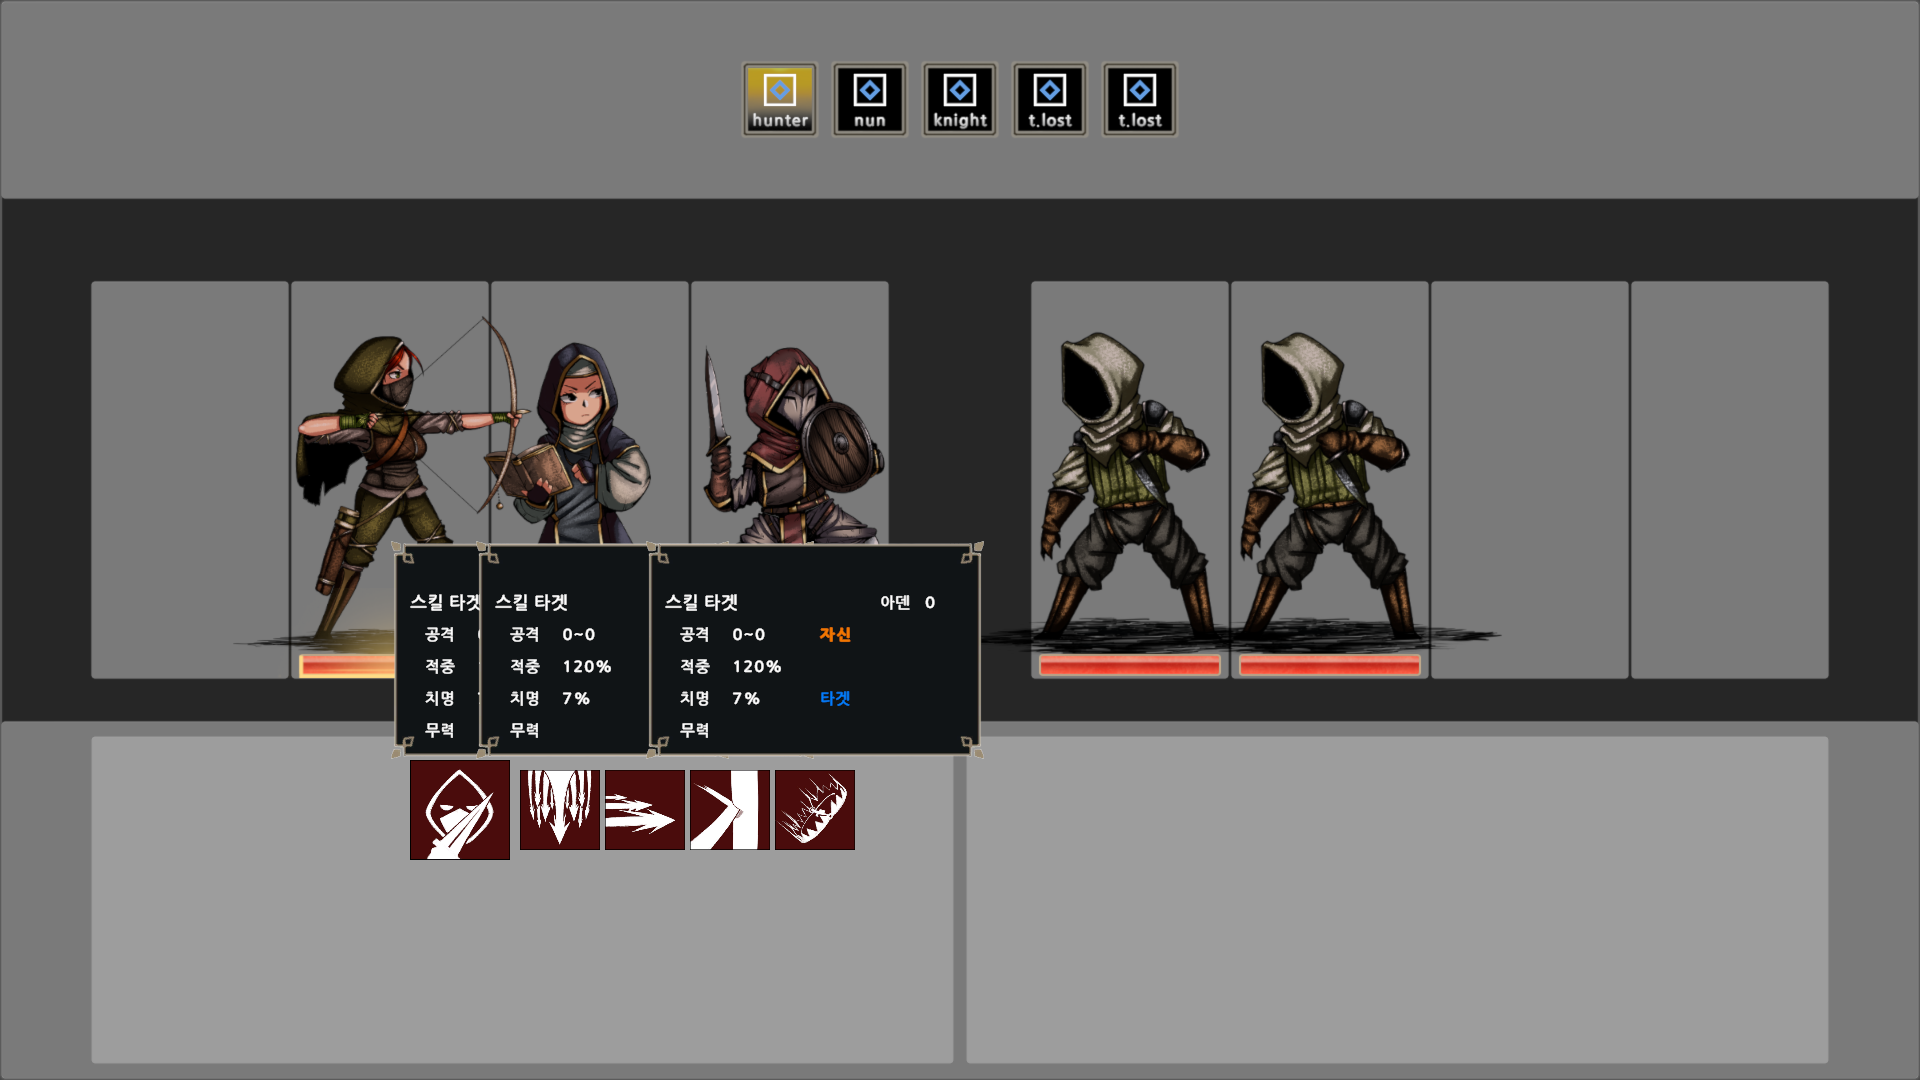 hunter
nun
knight
t.lost
t.lost
스킬 타겟
공격
적중
치명
무력
스킬 타겟
공격 0~0
적중 120%
치명 7%
무력
스킬 타겟 아덴 0
공격 0~0 자신
적중 120%
치명 7% 타겟
무력